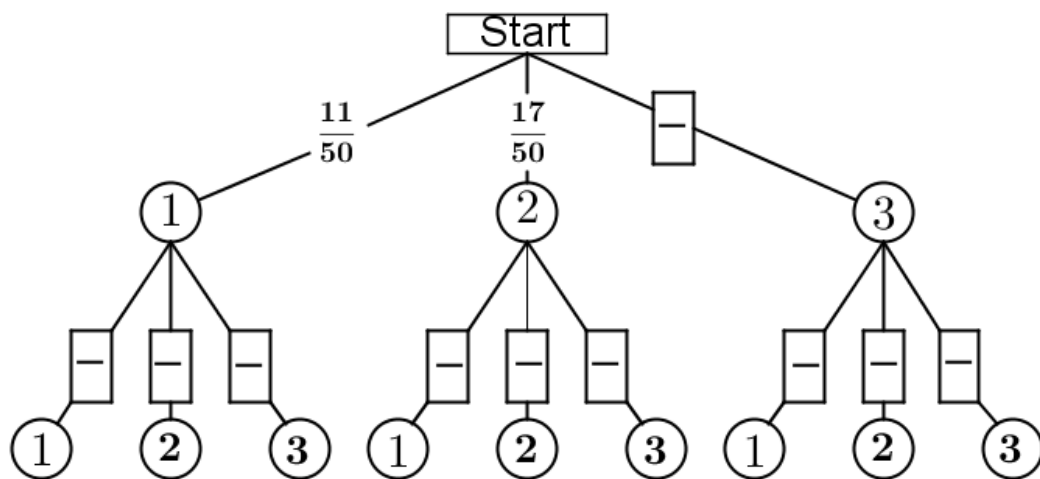 Start
11/50 17/50 —
1 2 3
— — — — — — — — —
1 2 3 1 2 3 1 2 3